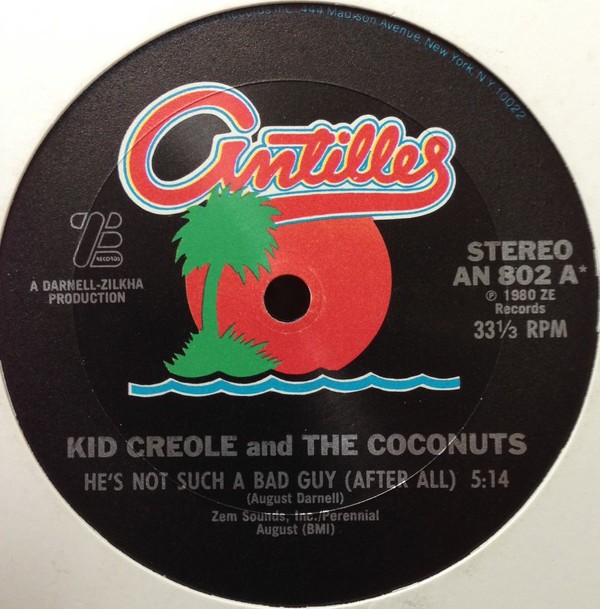 Records Inc. 444 Madison Avenue, New York, N.Y. 10022
Antilles
ZE
RECORDS
A DARNELL-ZILKHA
PRODUCTION
STEREO
AN 802 A*
℗ 1980 ZE
Records
33⅓ RPM
KID CREOLE and THE COCONUTS
HE'S NOT SUCH A BAD GUY (AFTER ALL) 5:14
(August Darnell)
Zem Sounds, Inc./Perennial
August (BMI)